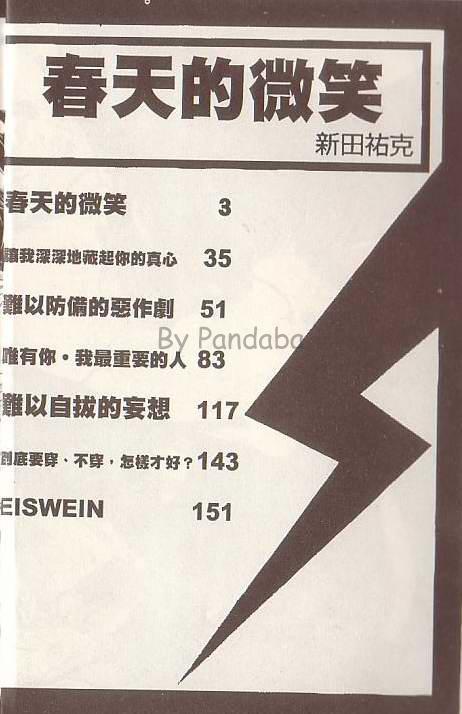 春天的微笑
新田祐克
春天的微笑 3
讓我深深地藏起你的真心 35
難以防備的惡作劇 51
By Pandaba
唯有你・我最重要的人 83
難以自拔的妄想 117
到底要穿、不穿，怎樣才好？143
EISWEIN 151